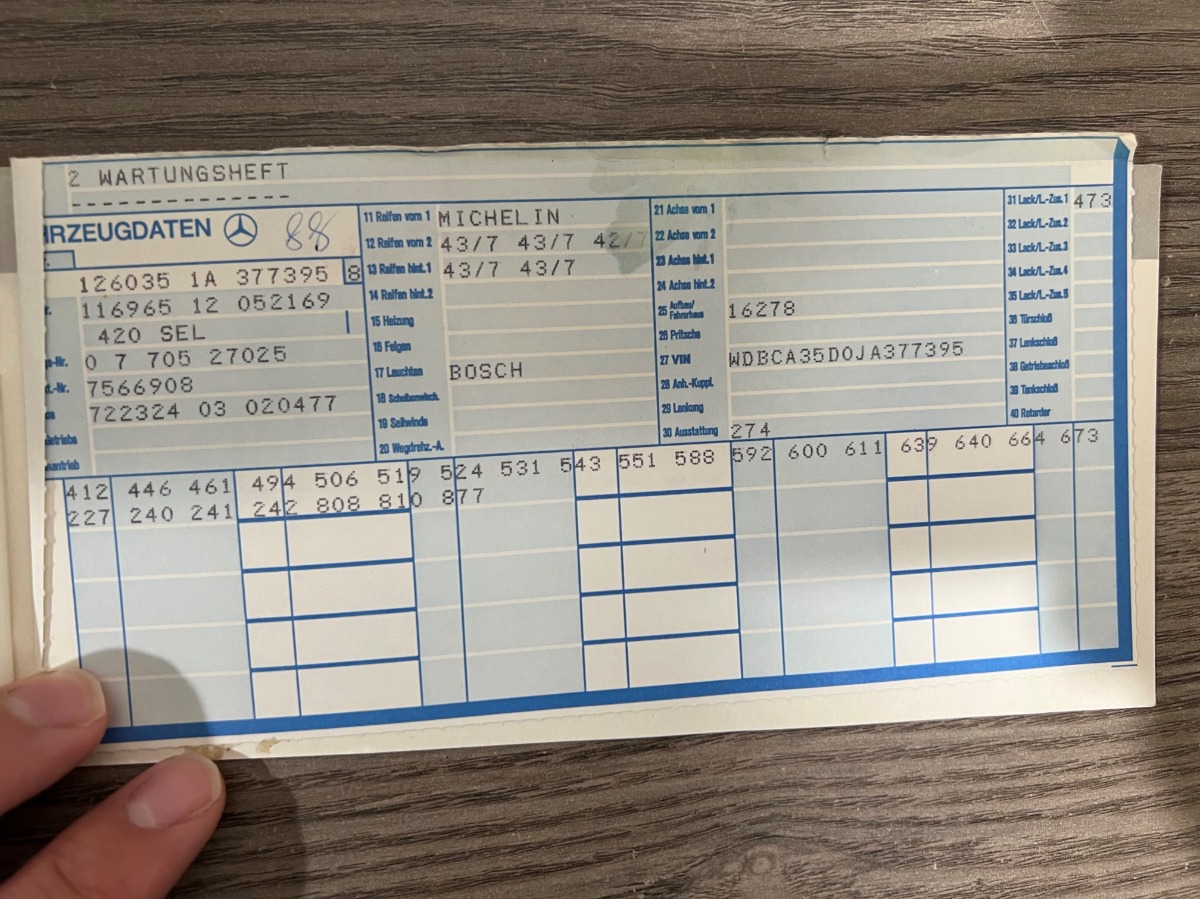 2 WARTUNGSHEFT
--------------
RZEUGDATEN 88
126035 1A 377395 8
116965 12 052169
420 SEL
s-Nr. 0 7 705 27025
-Nr. 7566908
722324 03 020477
etriebe
antrieb
11 Reifen vorn 1 MICHELIN
12 Reifen vorn 2 43/7 43/7 42/7
13 Reifen hint.1 43/7 43/7
14 Reifen hint.2
15 Heizung
16 Felgen
17 Leuchten BOSCH
18 Scheibenwisch.
19 Seilwinde
20 Wegdrehz.-A.
21 Achse vorn 1
22 Achse vorn 2
23 Achse hint.1
24 Achse hint.2
25 Aufbau/ Fahrerhaus 16278
26 Pritsche
27 VIN WDBCA35D0JA377395
28 Anh.-Kuppl.
29 Lenkung
30 Ausstattung 274
31 Lack/L.-Zus.1 473
32 Lack/L.-Zus.2
33 Lack/L.-Zus.3
34 Lack/L.-Zus.4
35 Lack/L.-Zus.5
36 Türschloß
37 Lenkschloß
38 Getriebeschloß
39 Tankschloß
40 Retarder
412 446 461 494 506 519 524 531 543 551 588 592 600 611 639 640 664 673
227 240 241 242 808 810 877